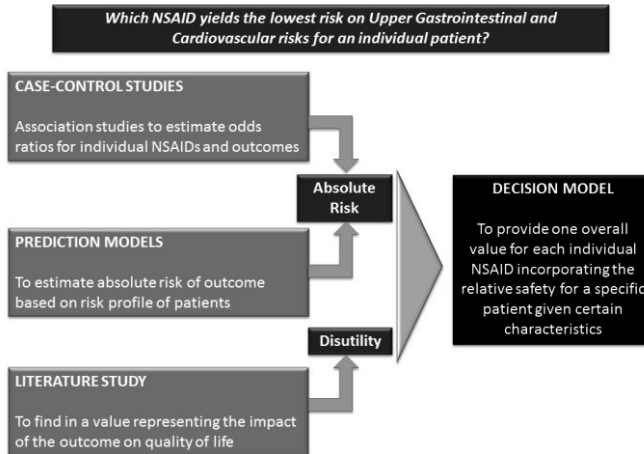 Which NSAID yields the lowest risk on Upper Gastrointestinal and
Cardiovascular risks for an individual patient?
CASE-CONTROL STUDIES
Association studies to estimate odds
ratios for individual NSAIDs and outcomes
Absolute
Risk
PREDICTION MODELS
To estimate absolute risk of outcome
based on risk profile of patients
Disutility
LITERATURE STUDY
To find in a value representing the impact
of the outcome on quality of life
DECISION MODEL
To provide one overall
value for each individual
NSAID incorporating the
relative safety for a specific
patient given certain
characteristics